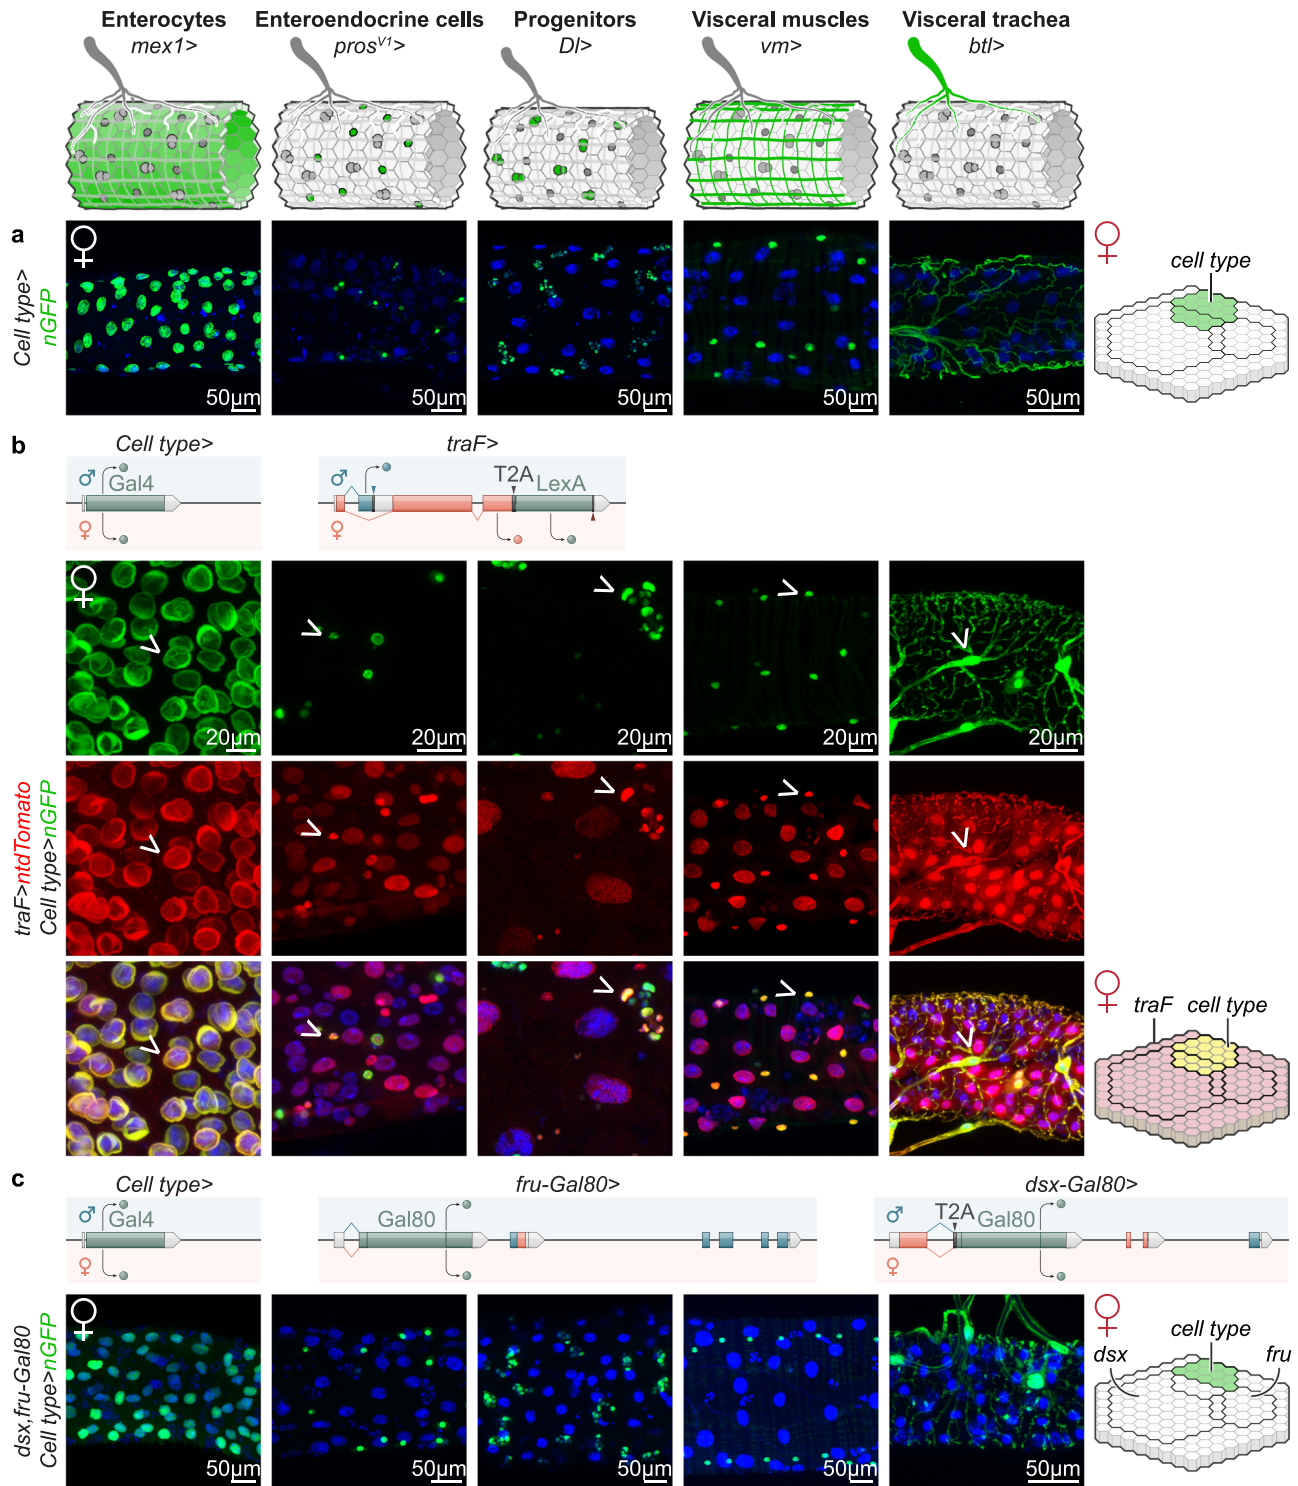 Enterocytes
mex1>
Enteroendocrine cells
pros^V1>
Progenitors
Dl>
Visceral muscles
vm>
Visceral trachea
btl>
a
Cell type>
nGFP
♀
50µm
50µm
50µm
50µm
50µm
♀
cell type
b
Cell type>
♂
Gal4
♀
traF>
♂
T2A
LexA
♀
traF>ntdTomato
Cell type>nGFP
♀
20µm
20µm
20µm
20µm
20µm
♀
traF
cell type
c
Cell type>
♂
Gal4
♀
fru-Gal80>
Gal80
dsx-Gal80>
♂
T2A
Gal80
♀
dsx,fru-Gal80
Cell type>nGFP
♀
50µm
50µm
50µm
50µm
50µm
♀
cell type
dsx
fru